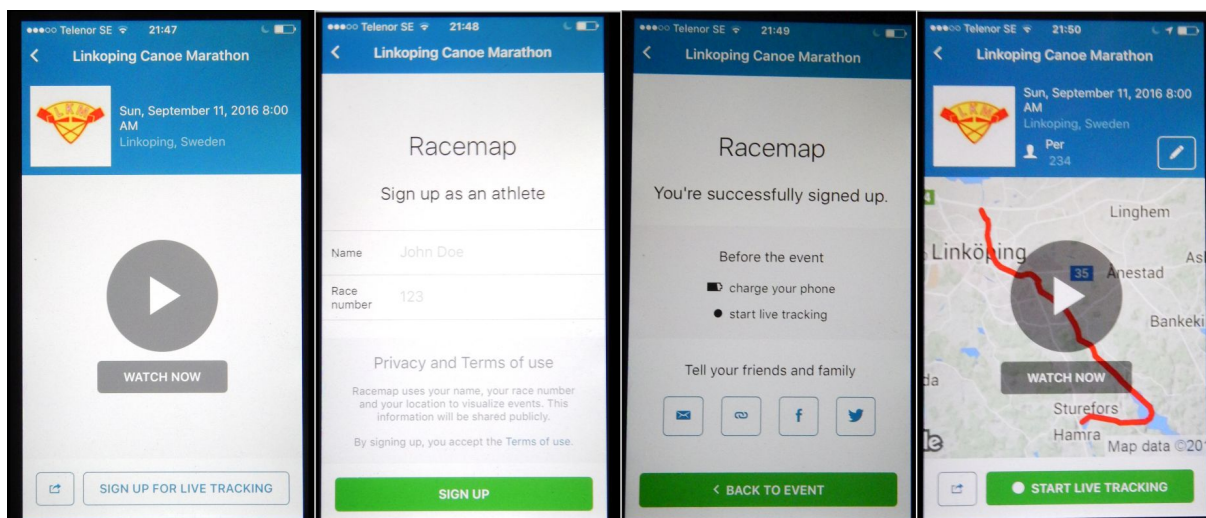 Telenor SE 21:47
Linkoping Canoe Marathon
LKM
Sun, September 11, 2016 8:00
AM
Linkoping, Sweden
WATCH NOW
SIGN UP FOR LIVE TRACKING
Telenor SE 21:48
Linkoping Canoe Marathon
Racemap
Sign up as an athlete
Name John Doe
Race
number 123
Privacy and Terms of use
Racemap uses your name, your race number
and your location to visualize events. This
information will be shared publicly.
By signing up, you accept the Terms of use.
SIGN UP
Telenor SE 21:49
Linkoping Canoe Marathon
Racemap
You're successfully signed up.
Before the event
charge your phone
start live tracking
Tell your friends and family
f
< BACK TO EVENT
Telenor SE 21:50
Linkoping Canoe Marathon
LKM
Sun, September 11, 2016 8:00
AM
Linkoping, Sweden
Per
234
4
Linghem
Linköping
35 Anestad
Bankeki
da
WATCH NOW
Sturefors
Hamra
Map data ©20
START LIVE TRACKING